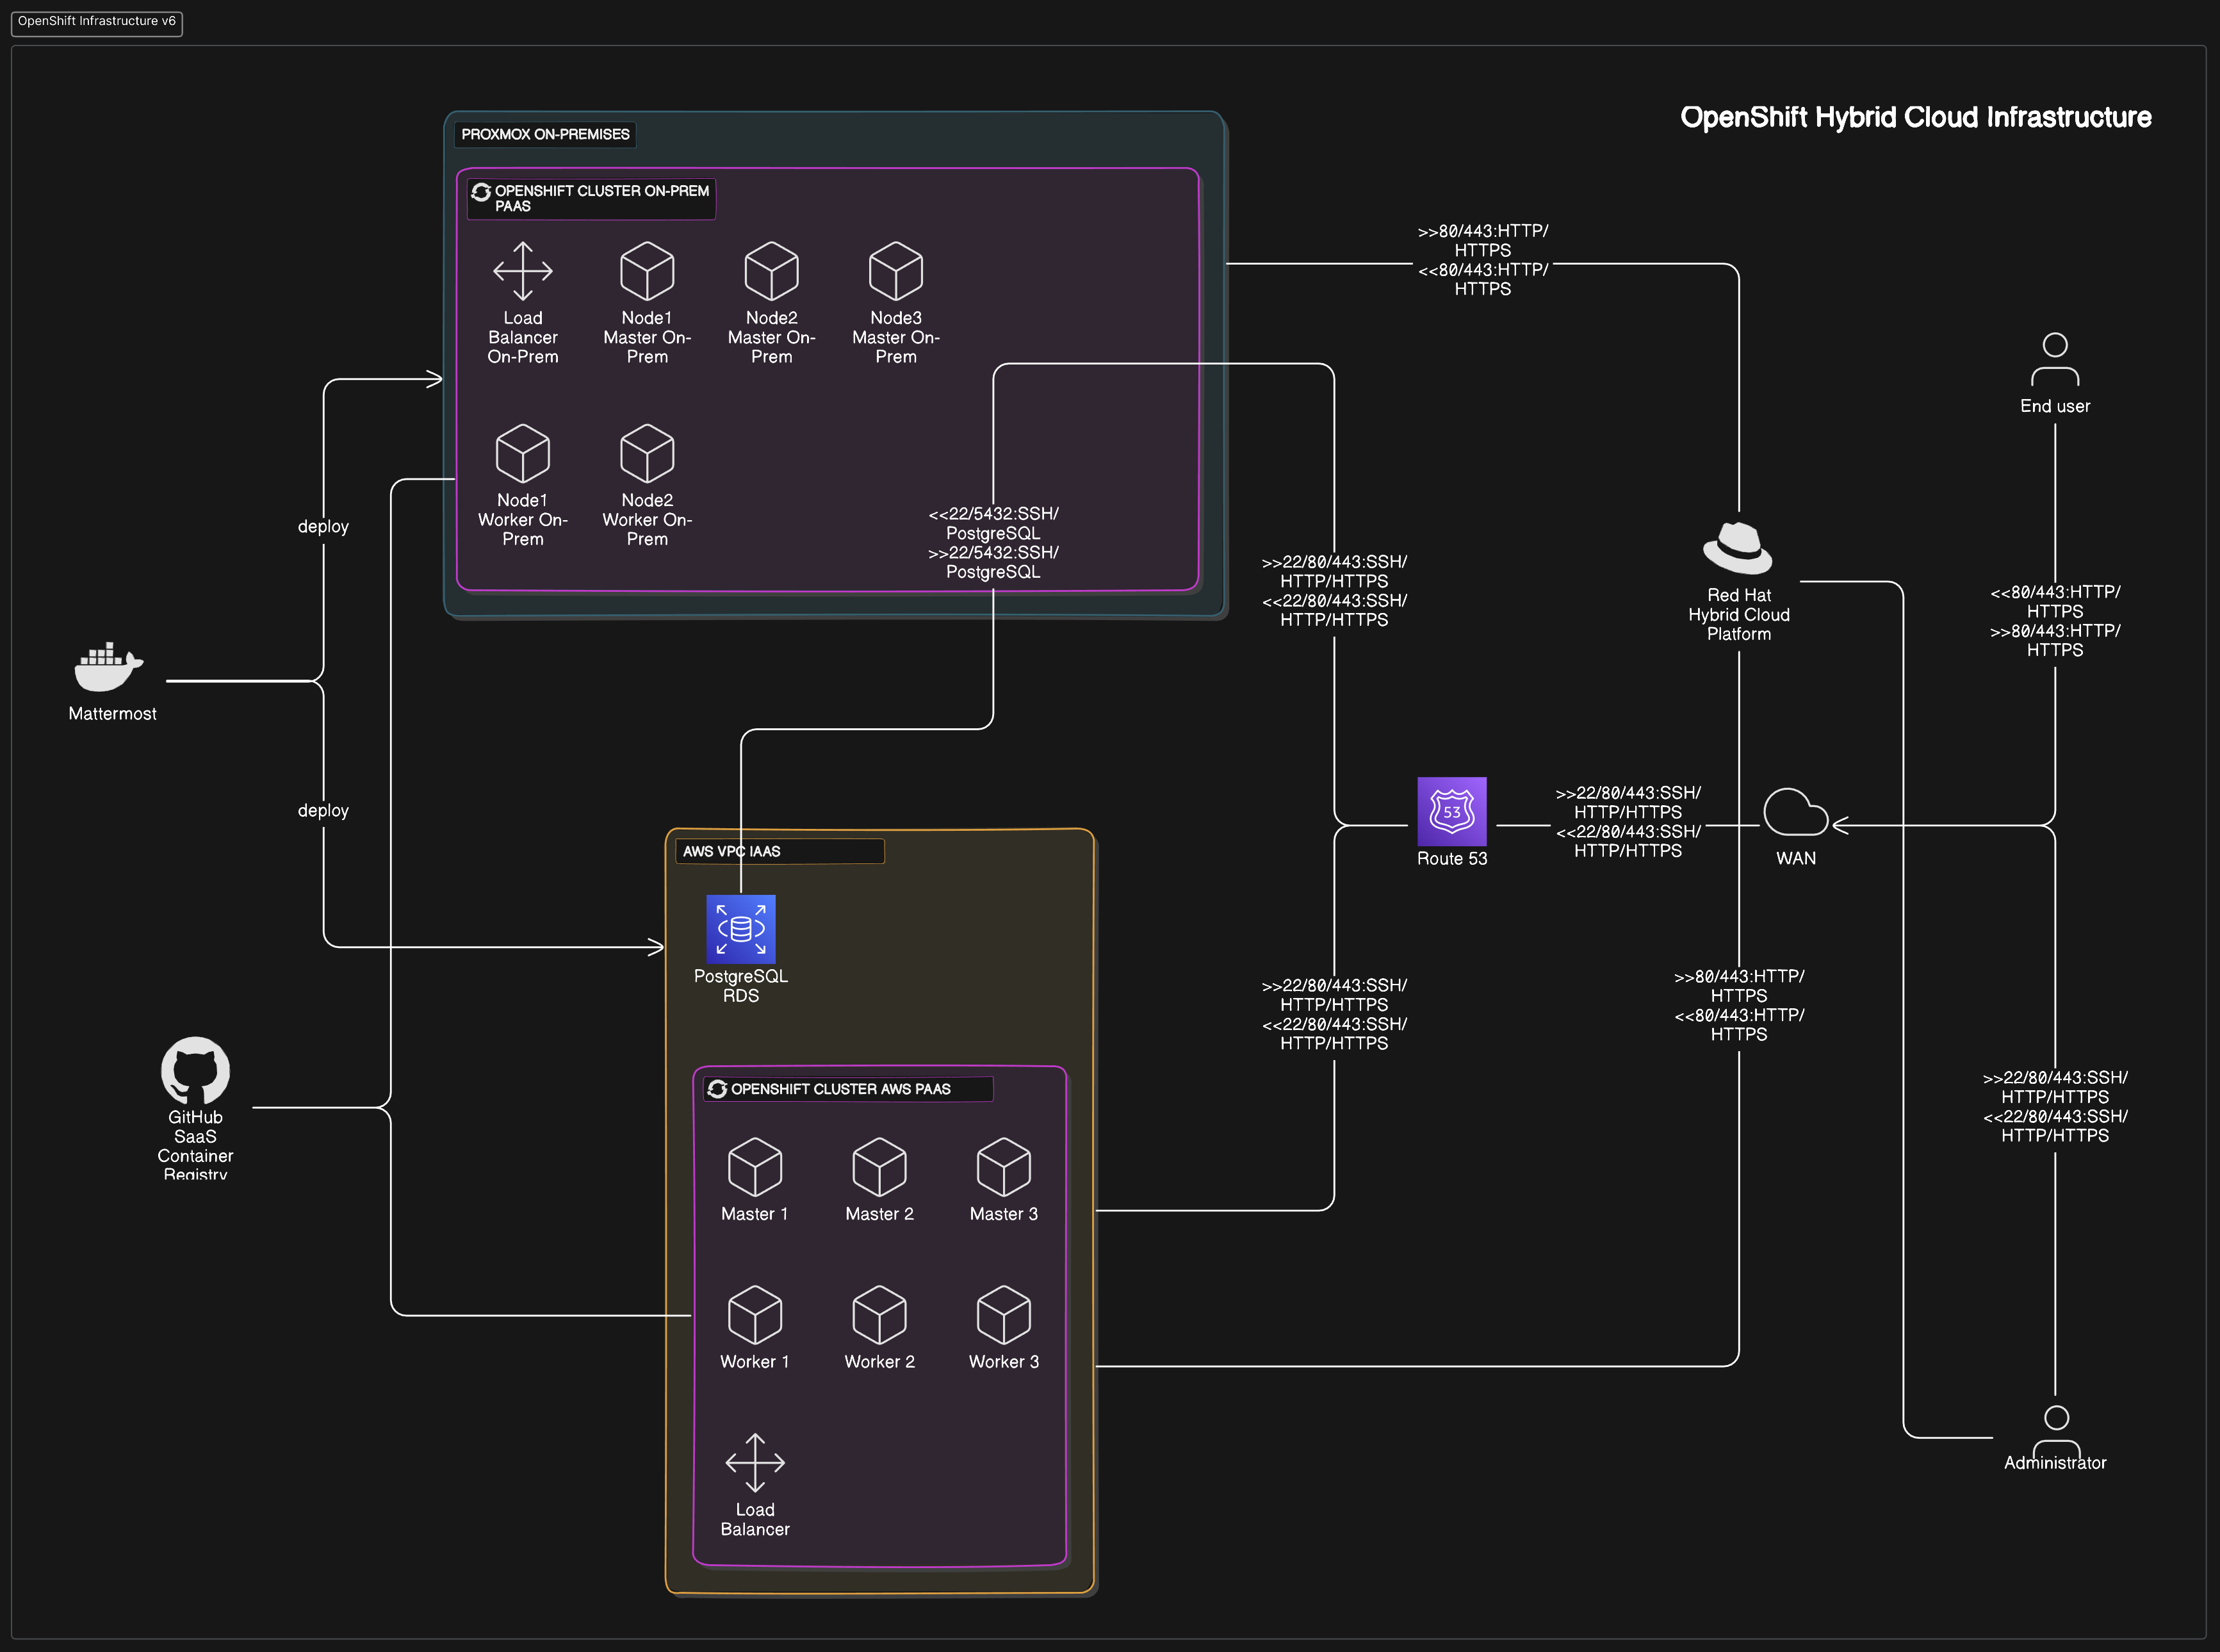 OpenShift Infrastructure v6
OpenShift Hybrid Cloud Infrastructure
PROXMOX ON-PREMISES
OPENSHIFT CLUSTER ON-PREM
PAAS
Load
Balancer
On-Prem
Node1
Master On-
Prem
Node2
Master On-
Prem
Node3
Master On-
Prem
Node1
Worker On-
Prem
Node2
Worker On-
Prem
<<22/5432:SSH/
PostgreSQL
>>22/5432:SSH/
PostgreSQL
>>80/443:HTTP/
HTTPS
<<80/443:HTTP/
HTTPS
End user
deploy
>>22/80/443:SSH/
HTTP/HTTPS
<<22/80/443:SSH/
HTTP/HTTPS
Red Hat
Hybrid Cloud
Platform
<<80/443:HTTP/
HTTPS
>>80/443:HTTP/
HTTPS
Mattermost
deploy
53
Route 53
>>22/80/443:SSH/
HTTP/HTTPS
<<22/80/443:SSH/
HTTP/HTTPS
WAN
AWS VPC IAAS
PostgreSQL
RDS
>>22/80/443:SSH/
HTTP/HTTPS
<<22/80/443:SSH/
HTTP/HTTPS
>>80/443:HTTP/
HTTPS
<<80/443:HTTP/
HTTPS
>>22/80/443:SSH/
HTTP/HTTPS
<<22/80/443:SSH/
HTTP/HTTPS
GitHub
SaaS
Container
Registry
OPENSHIFT CLUSTER AWS PAAS
Master 1
Master 2
Master 3
Worker 1
Worker 2
Worker 3
Load
Balancer
Administrator